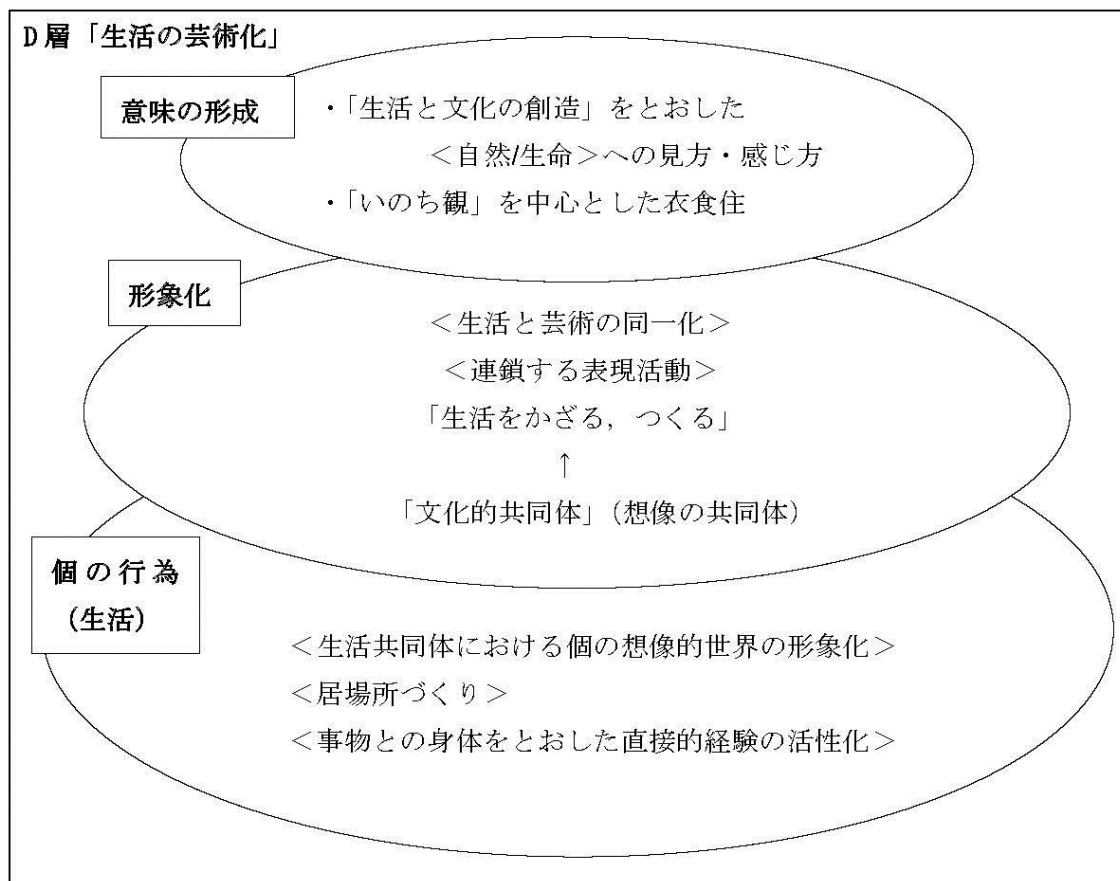 D層「生活の芸術化」
意味の形成
・「生活と文化の創造」をとおした
＜自然/生命＞への見方・感じ方
・「いのち観」を中心とした衣食住
形象化
＜生活と芸術の同一化＞
＜連鎖する表現活動＞
「生活をかざる，つくる」
↑
「文化的共同体」（想像の共同体）
個の行為
（生活）
＜生活共同体における個の想像的世界の形象化＞
＜居場所づくり＞
＜事物との身体をとおした直接的経験の活性化＞